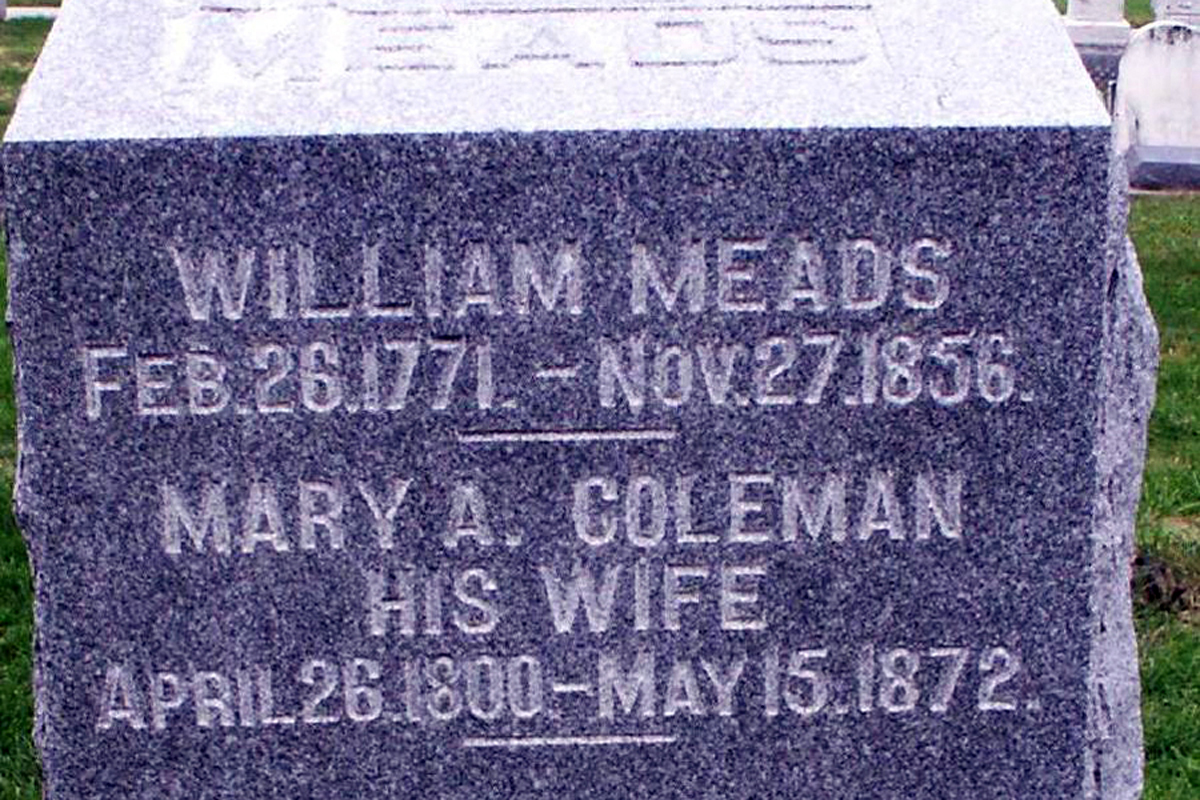 MEADS
WILLIAM MEADS
FEB.26.1771.-NOV.27.1856.
MARY A. COLEMAN
HIS WIFE
APRIL.26.1800.-MAY 15.1872.